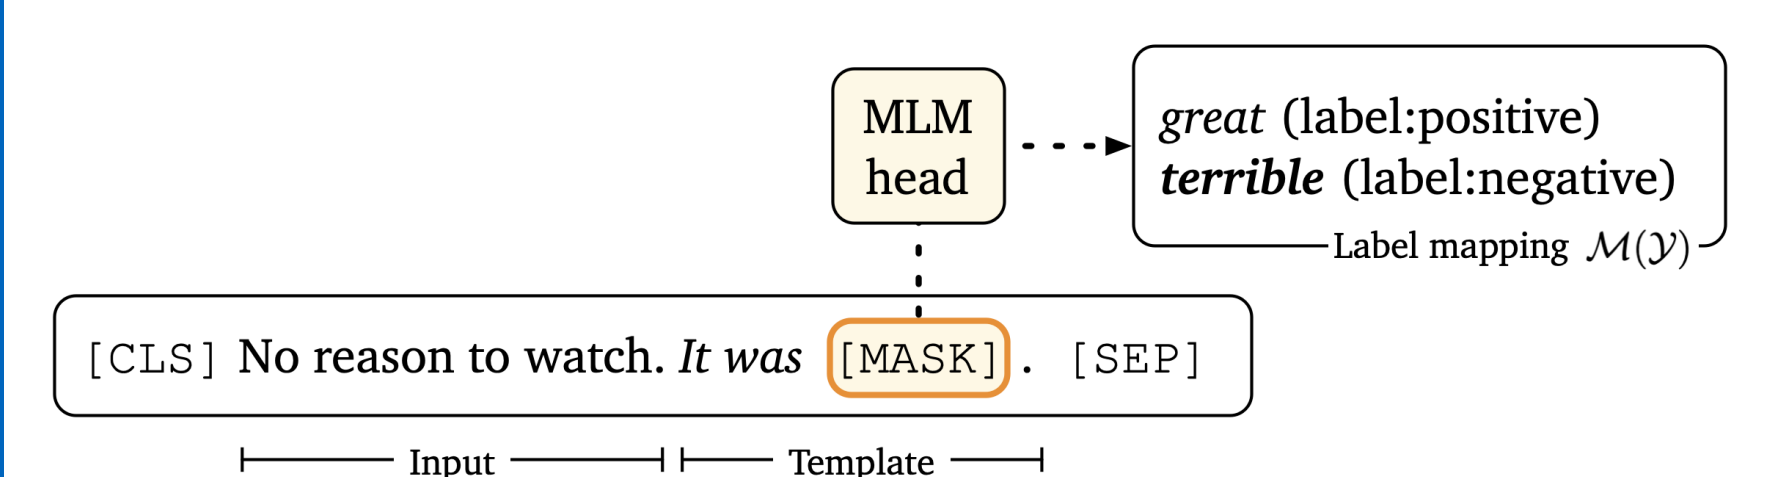 MLM
head
great (label:positive)
terrible (label:negative)
Label mapping ℳ(𝒴)
[CLS] No reason to watch. It was [MASK] . [SEP]
Input Template